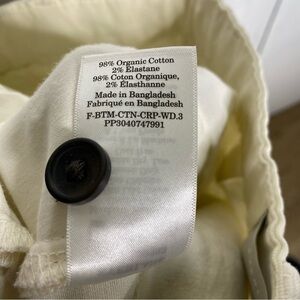 98% Organic Cotton
2% Elastane
98% Coton Organique,
2% Élasthanne
Made in Bangladesh
Fabriqué en Bangladesh
F-BTM-CTN-CRP-WD.3
PP3040747991